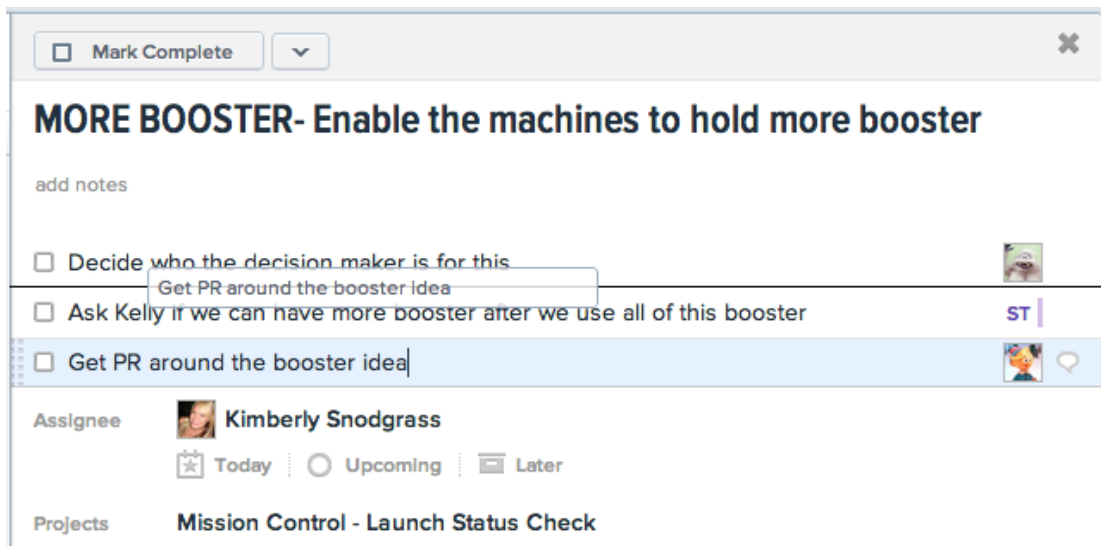 Mark Complete
MORE BOOSTER- Enable the machines to hold more booster
add notes
Decide who the decision maker is for this
Get PR around the booster idea
Ask Kelly if we can have more booster after we use all of this booster
ST
Get PR around the booster idea
Assignee
Kimberly Snodgrass
Today
Upcoming
Later
Projects
Mission Control - Launch Status Check